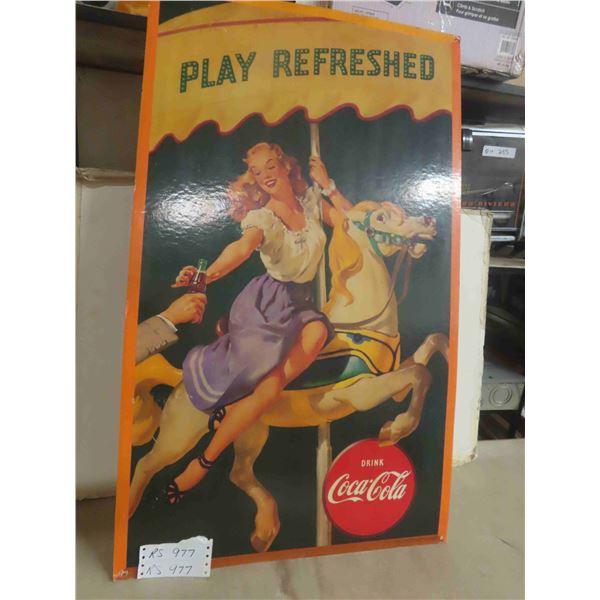 PLAY REFRESHED
DRINK
Coca-Cola
RS 977
RS 977